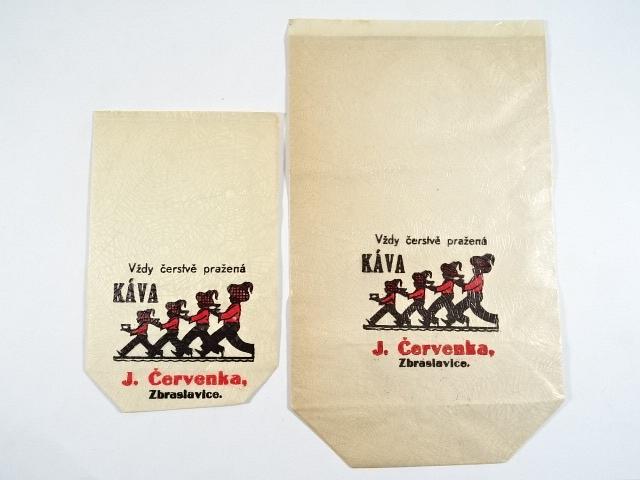 Vždy čerstvě pražená
KÁVA
J. Červenka,
Zbraslavice.
Vždy čerstvě pražená
KÁVA
J. Červenka,
Zbraslavice.